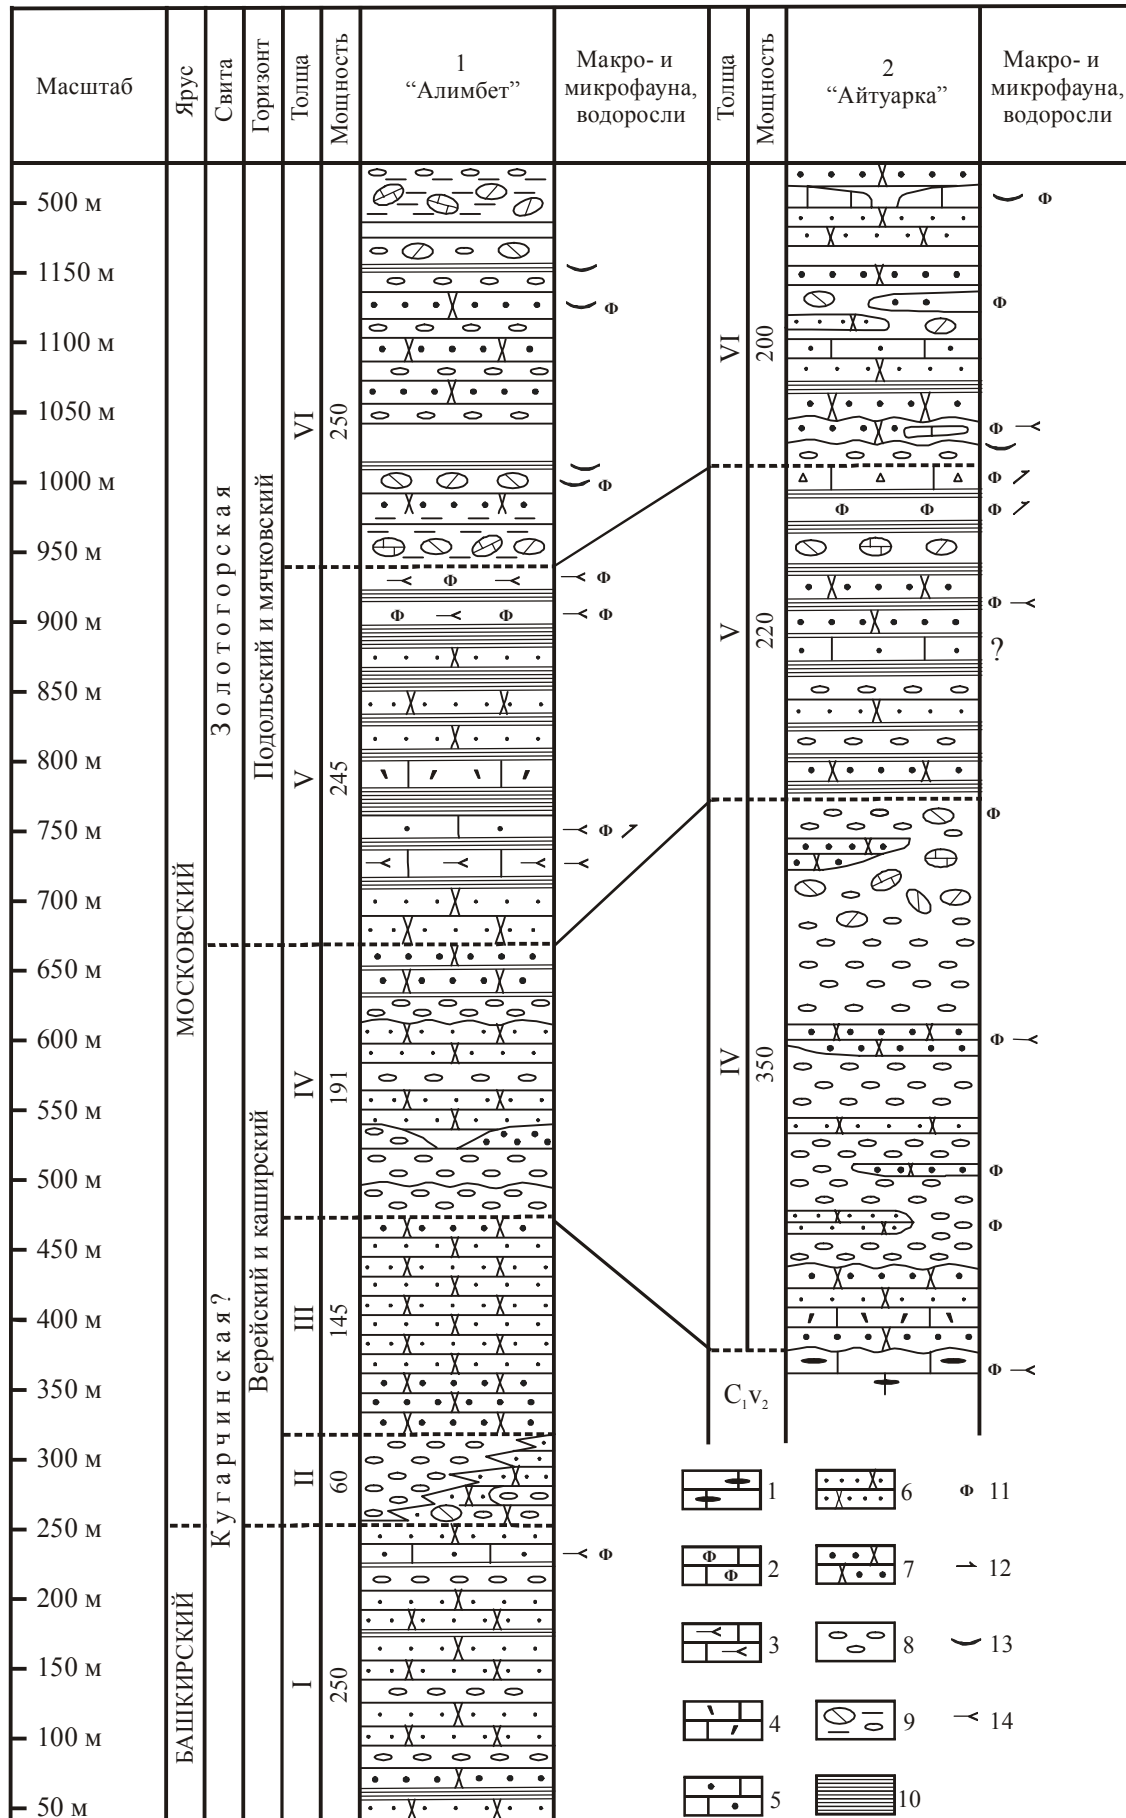 Масштаб
Ярус
Свита
Горизонт
Толща
Мощность
1
“Алимбет”
Макро- и
микрофауна,
водоросли
Толща
Мощность
2
“Айтуарка”
Макро- и
микрофауна,
водоросли
500 м
1150 м
1100 м
1050 м
1000 м
950 м
900 м
850 м
800 м
750 м
700 м
650 м
600 м
550 м
500 м
450 м
400 м
350 м
300 м
250 м
200 м
150 м
100 м
50 м
МОСКОВСКИЙ
БАШКИРСКИЙ
Золотогорская
Кугарчинская?
Подольский и мячковский
Верейский и каширский
VI
250
V
245
IV
191
III
145
II
60
I
250
VI
200
V
220
IV
350
C₁v₂
?
1
2
3
4
5
6
7
8
9
10
Ф 11
12
13
14